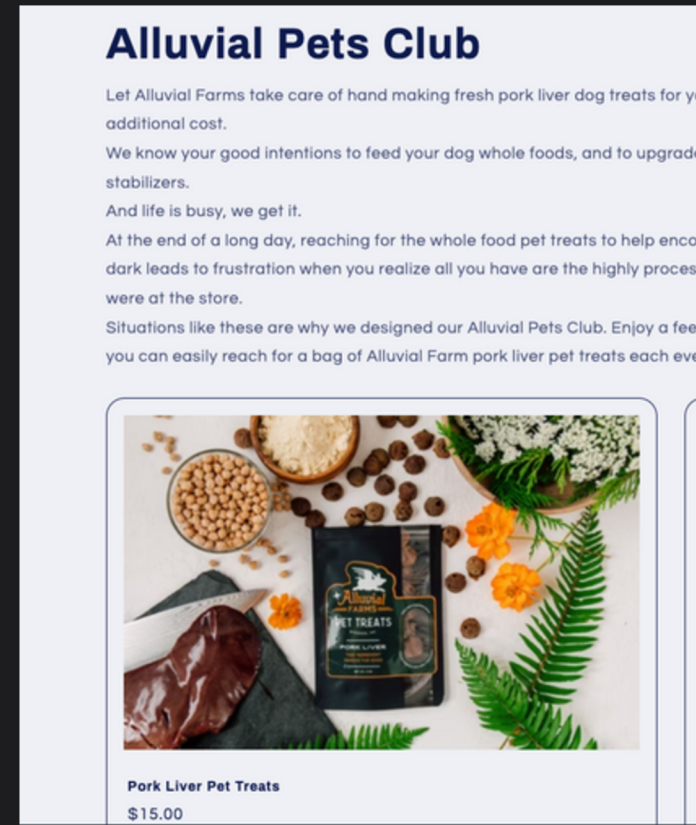 Alluvial Pets Club
Let Alluvial Farms take care of hand making fresh pork liver dog treats for
additional cost.
We know your good intentions to feed your dog whole foods, and to upgrade
stabilizers.
And life is busy, we get it.
At the end of a long day, reaching for the whole food pet treats to help
dark leads to frustration when you realize all you have are the highly
were at the store.
Situations like these are why we designed our Alluvial Pets Club. Enjoy a
you can easily reach for a bag of Alluvial Farm pork liver pet treats each
Alluvial
FARMS
PET TREATS
PORK LIVER
Pork Liver Pet Treats
$15.00